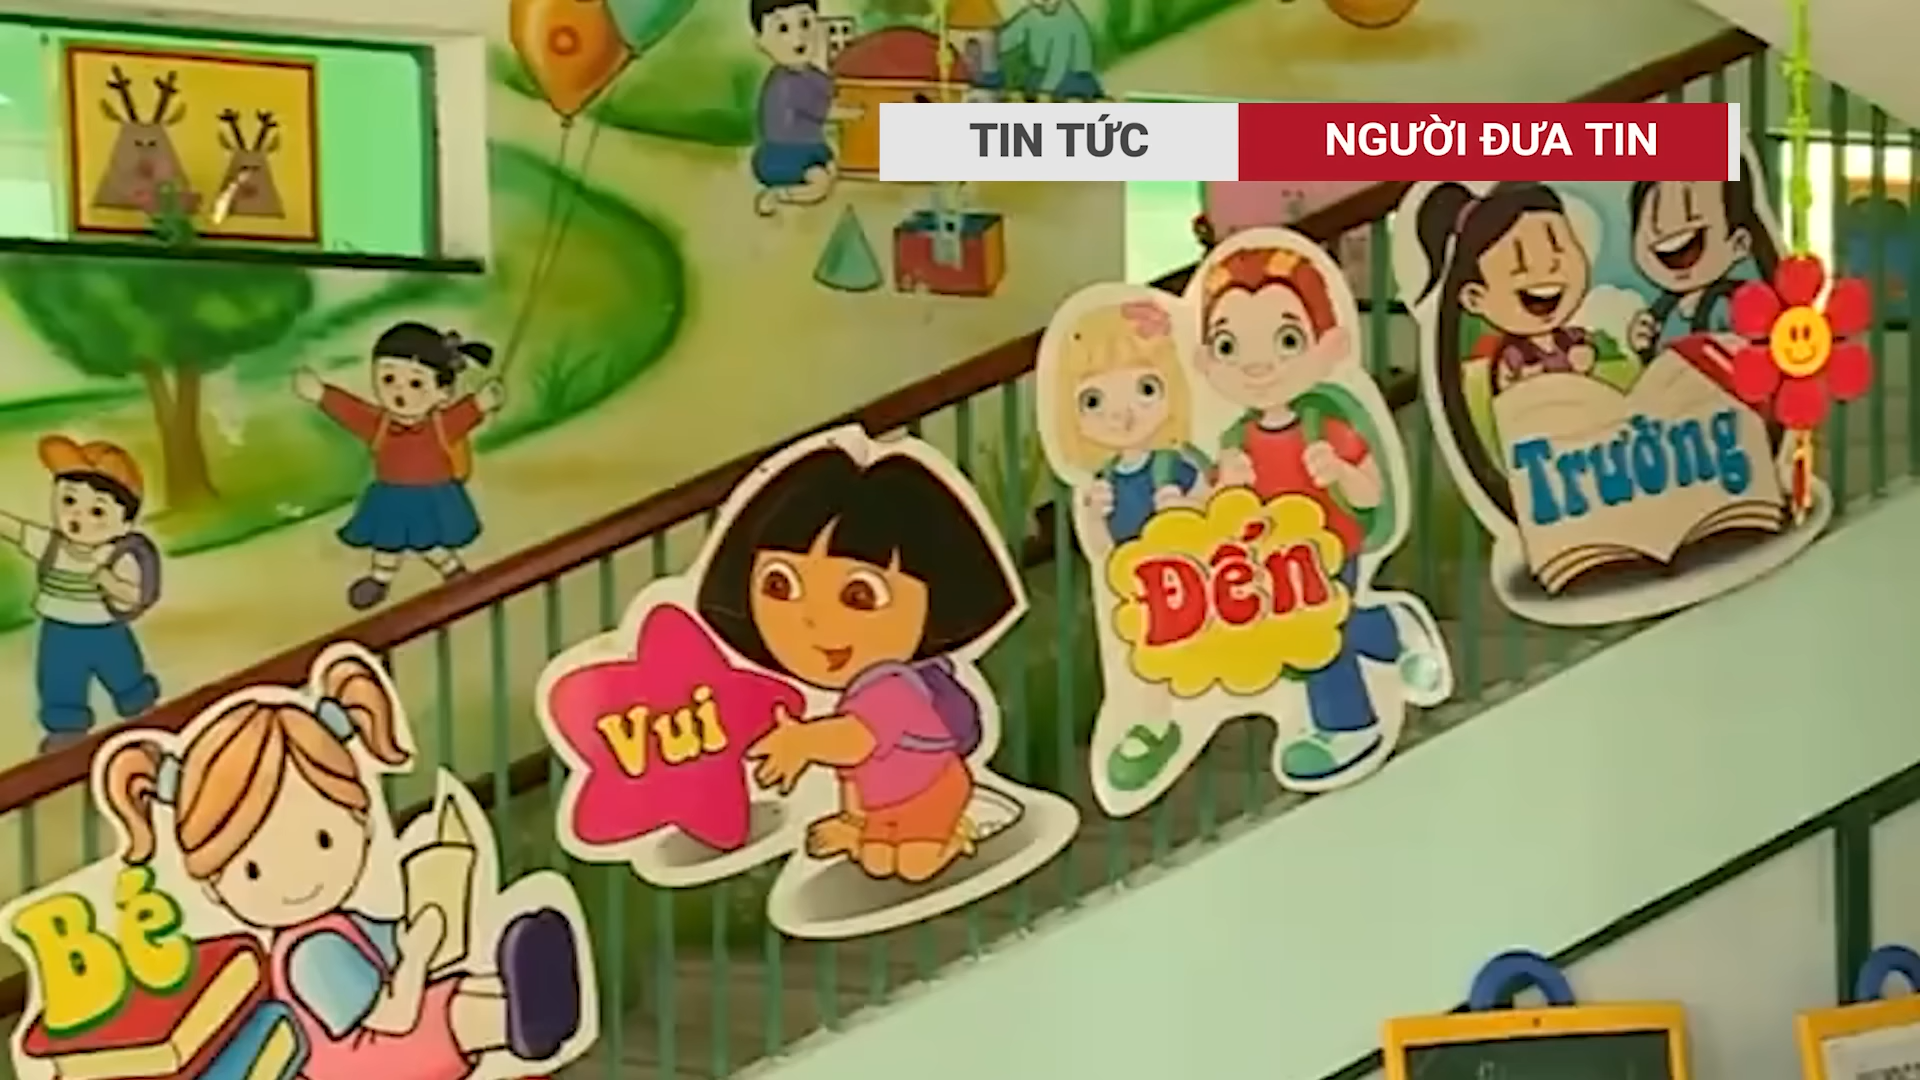 TIN TỨC NGƯỜI ĐƯA TIN
Bé
Vui
Đến
Trường